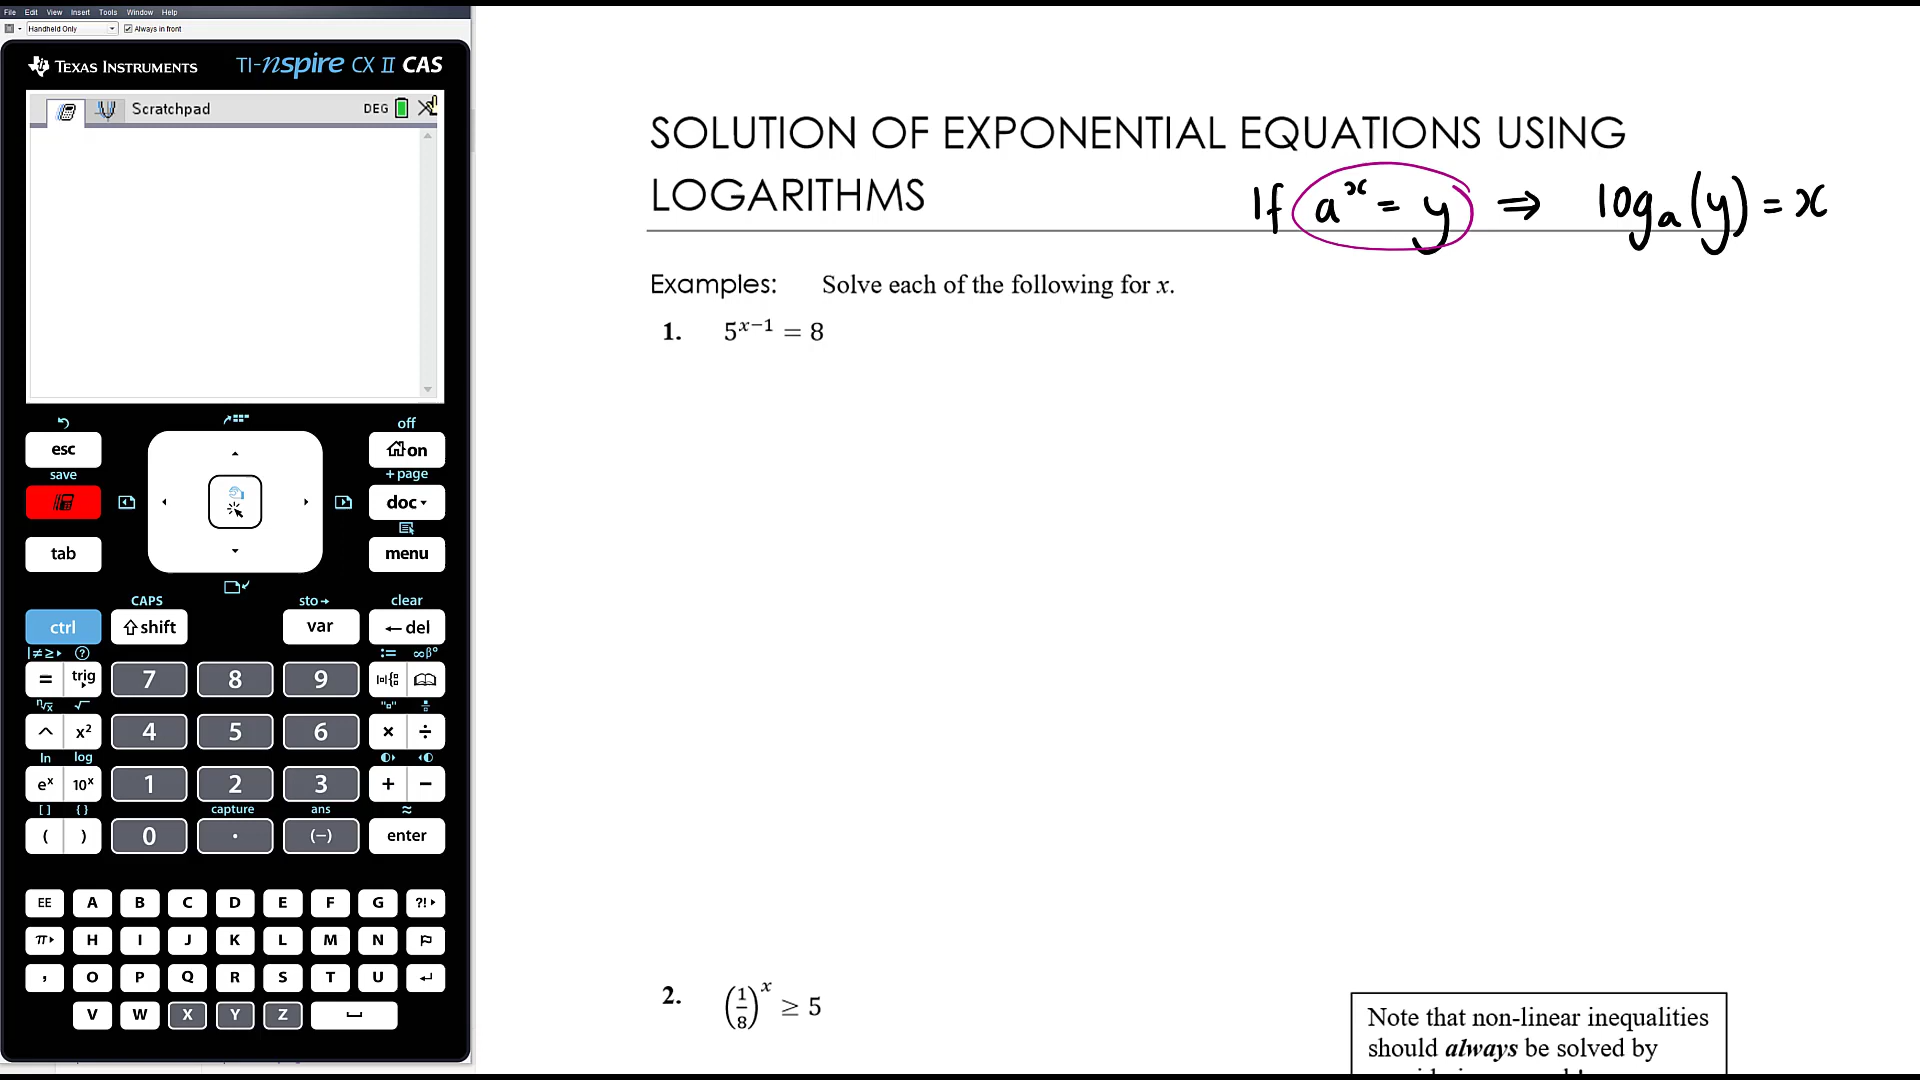 File Edit View Insert Tools Window Help
Handheld Only Always in front
TEXAS INSTRUMENTS TI-nspire CX II CAS
Scratchpad DEG
off
esc on
save + page
doc
tab menu
CAPS sto→ clear
ctrl ⇧shift var ←del
|≠≥▸ ? := ∞β°
= trig 7 8 9
ⁿ√x √ "▫"
^ x² 4 5 6 × ÷
ln log
eˣ 10ˣ 1 2 3 + −
[ ] { } capture ans ≈
( ) 0 . (−) enter
EE A B C D E F G ?!▸
π▸ H I J K L M N
, O P Q R S T U
V W X Y Z
SOLUTION OF EXPONENTIAL EQUATIONS USING
LOGARITHMS
If aˣ = y ⇒ logₐ(y) = x
Examples: Solve each of the following for x.
1. 5ˣ⁻¹ = 8
2. (1/8)ˣ ≥ 5
Note that non-linear inequalities
should always be solved by